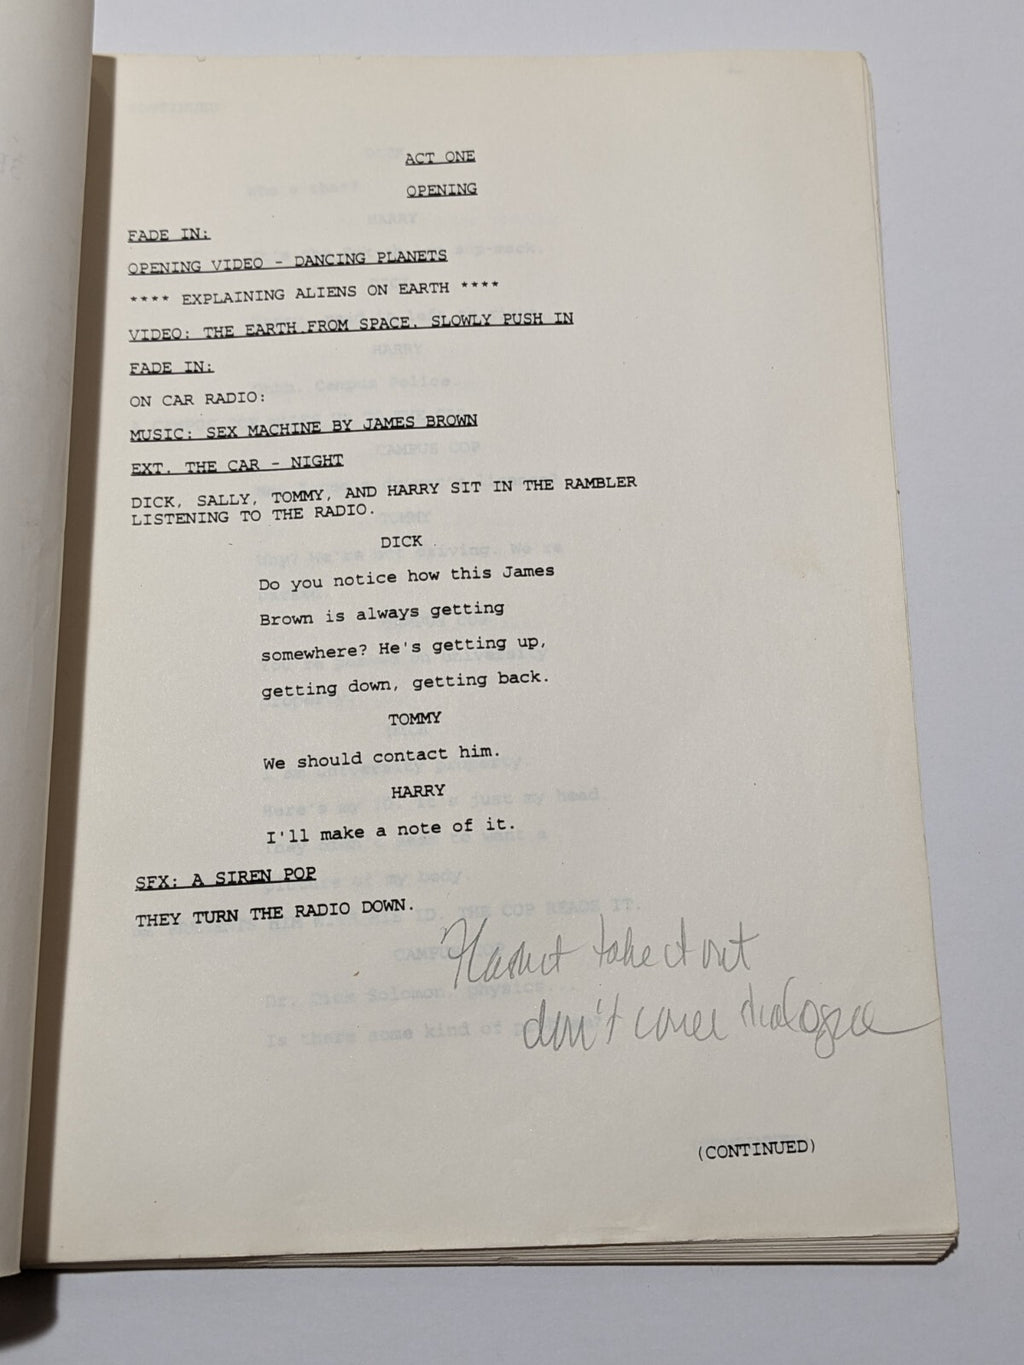 ACT ONE
OPENING
FADE IN:
OPENING VIDEO - DANCING PLANETS
**** EXPLAINING ALIENS ON EARTH ****
VIDEO: THE EARTH FROM SPACE. SLOWLY PUSH IN
FADE IN:
ON CAR RADIO:
MUSIC: SEX MACHINE BY JAMES BROWN
EXT. THE CAR - NIGHT
DICK, SALLY, TOMMY, AND HARRY SIT IN THE RAMBLER
LISTENING TO THE RADIO.
DICK
Do you notice how this James
Brown is always getting
somewhere? He's getting up,
getting down, getting back.
TOMMY
We should contact him.
HARRY
I'll make a note of it.
SFX: A SIREN POP
THEY TURN THE RADIO DOWN.
take it out
don't cover dialogue
(CONTINUED)